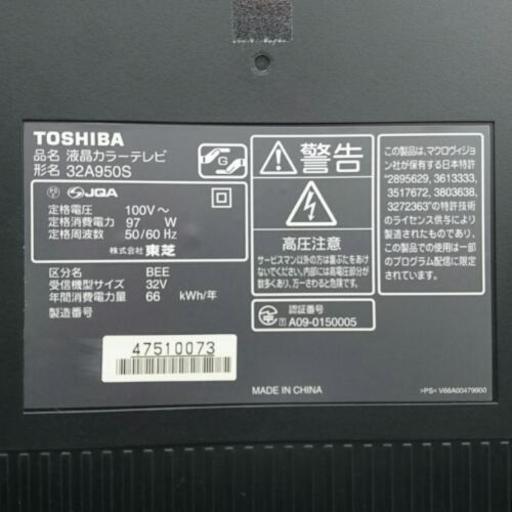 TOSHIBA
品名 液晶カラーテレビ
形名 32A950S
G
JQA
定格電圧 100V～
定格消費電力 97 W
定格周波数 50/60 Hz
株式会社 東芝
区分名 BEE
受信機型サイズ 32V
年間消費電力量 66 kWh/年
製造番号
47510073
警告
高圧注意
サービスマン以外の方は裏ぶたをあけ
ないでください。内部には高電圧部分が
数多くあり、万一さわると危険です。
認証番号
A09-0150005
MADE IN CHINA
この製品は、マクロヴィジョ
ン社が保有する日本特許
"2895629, 3613333,
3517672, 3803638,
3272363"の特許技術
のライセンス供与により
製造されたものであり、こ
の製品での使用は一部
のプログラム配信に限定
されています。
>PS< V66A00479900